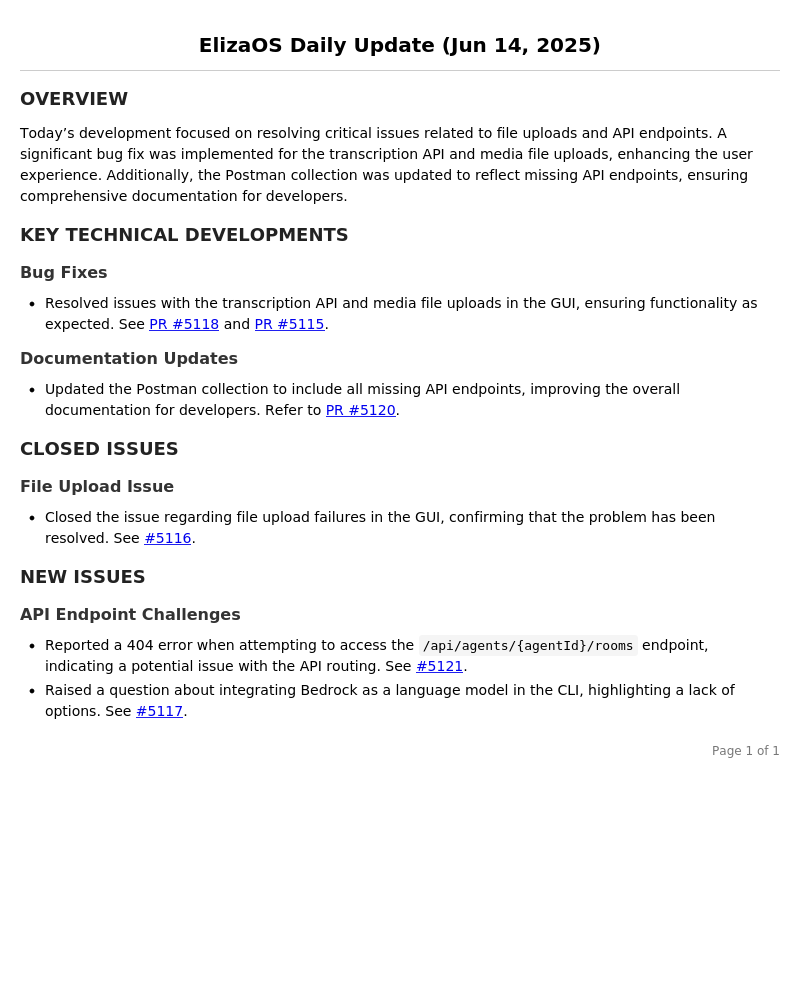 ElizaOS Daily Update (Jun 14, 2025)
OVERVIEW
Today’s development focused on resolving critical issues related to file uploads and API endpoints. A
significant bug fix was implemented for the transcription API and media file uploads, enhancing the user
experience. Additionally, the Postman collection was updated to reflect missing API endpoints, ensuring
comprehensive documentation for developers.
KEY TECHNICAL DEVELOPMENTS
Bug Fixes
• Resolved issues with the transcription API and media file uploads in the GUI, ensuring functionality as
expected. See PR #5118 and PR #5115.
Documentation Updates
• Updated the Postman collection to include all missing API endpoints, improving the overall
documentation for developers. Refer to PR #5120.
CLOSED ISSUES
File Upload Issue
• Closed the issue regarding file upload failures in the GUI, confirming that the problem has been
resolved. See #5116.
NEW ISSUES
API Endpoint Challenges
• Reported a 404 error when attempting to access the /api/agents/{agentId}/rooms endpoint,
indicating a potential issue with the API routing. See #5121.
• Raised a question about integrating Bedrock as a language model in the CLI, highlighting a lack of
options. See #5117.
Page 1 of 1